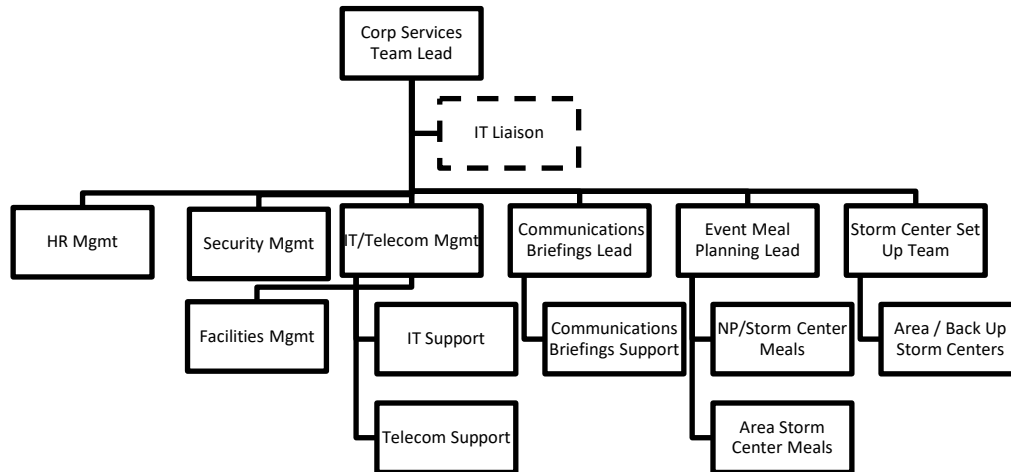 Corp Services
Team Lead
IT Liaison
HR Mgmt
Security Mgmt
IT/Telecom Mgmt
Communications
Briefings Lead
Event Meal
Planning Lead
Storm Center Set
Up Team
Facilities Mgmt
IT Support
Communications
Briefings Support
NP/Storm Center
Meals
Area / Back Up
Storm Centers
Telecom Support
Area Storm
Center Meals